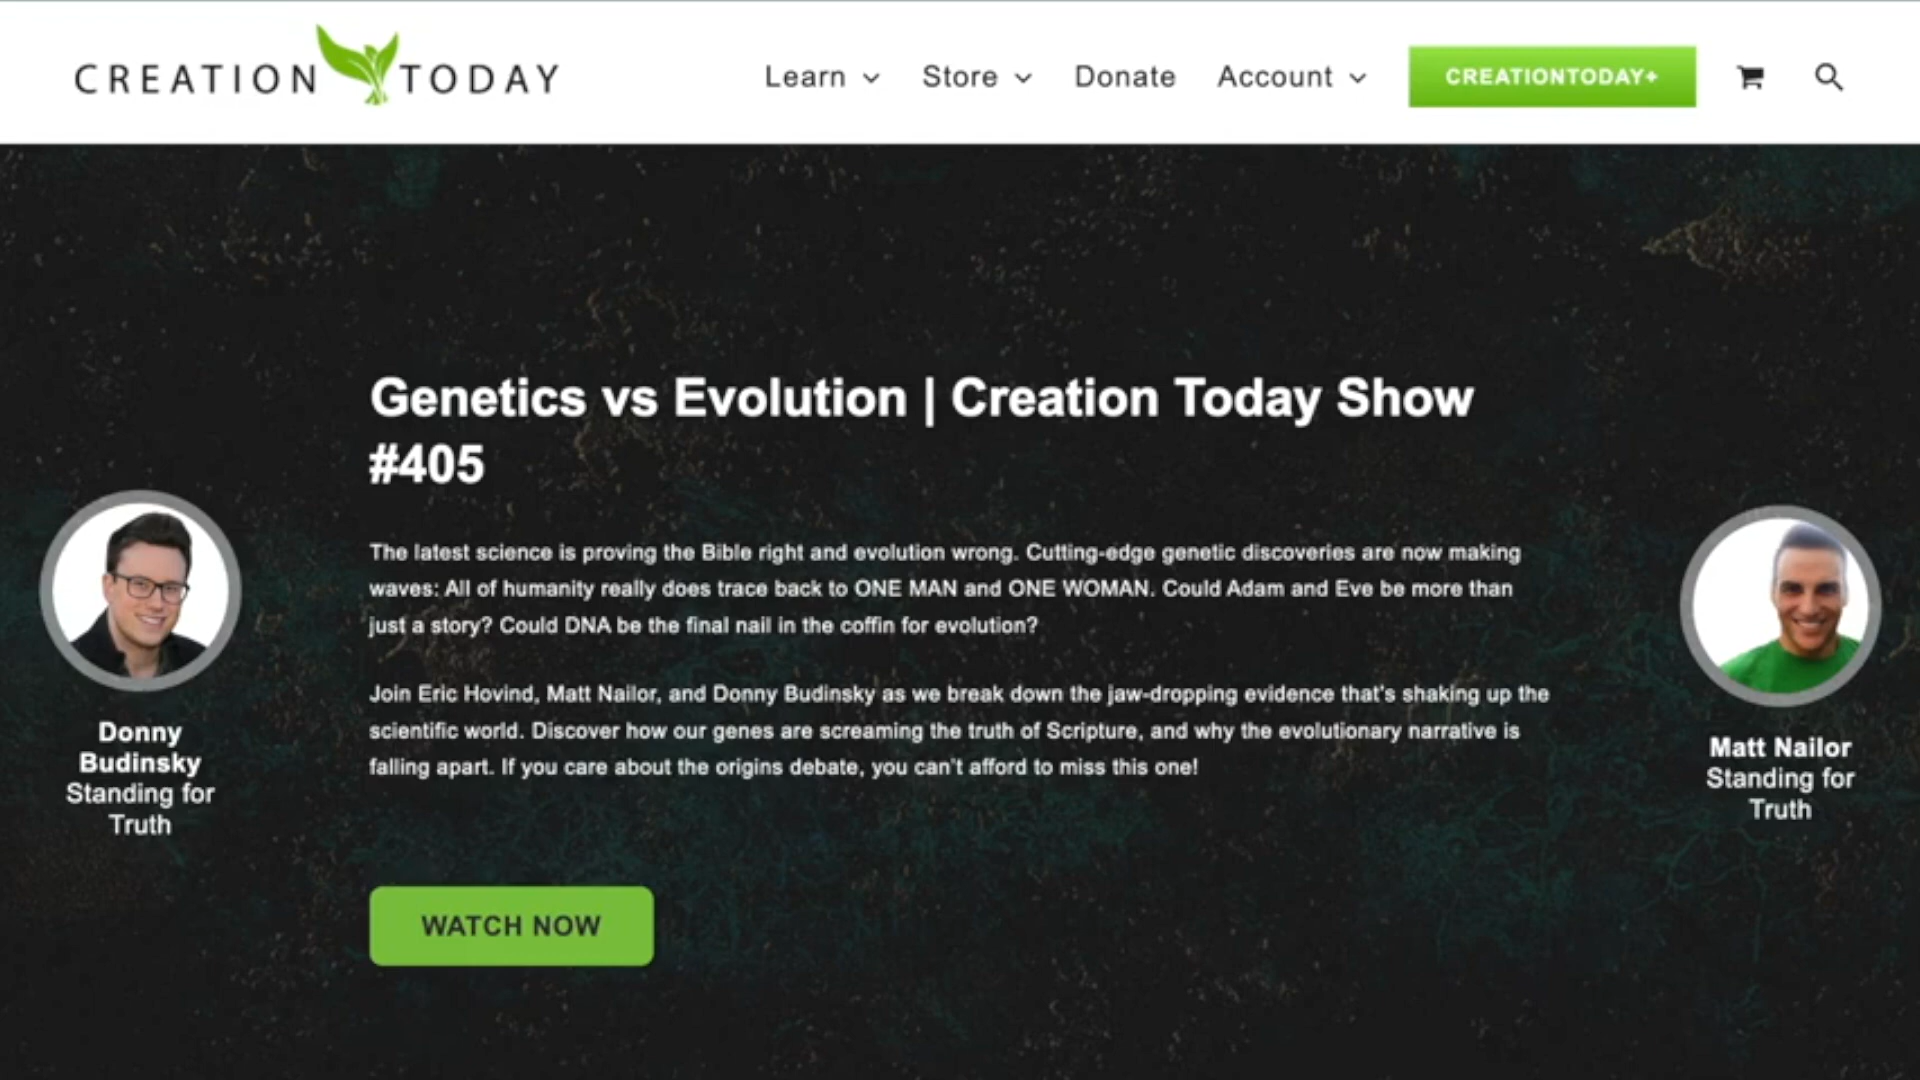 CREATION TODAY
Learn
Store
Donate
Account
CREATIONTODAY+
Genetics vs Evolution | Creation Today Show
#405
The latest science is proving the Bible right and evolution wrong. Cutting-edge genetic discoveries are now making
waves: All of humanity really does trace back to ONE MAN and ONE WOMAN. Could Adam and Eve be more than
just a story? Could DNA be the final nail in the coffin for evolution?
Join Eric Hovind, Matt Nailor, and Donny Budinsky as we break down the jaw-dropping evidence that's shaking up the
scientific world. Discover how our genes are screaming the truth of Scripture, and why the evolutionary narrative is
falling apart. If you care about the origins debate, you can't afford to miss this one!
WATCH NOW
Donny
Budinsky
Standing for
Truth
Matt Nailor
Standing for
Truth